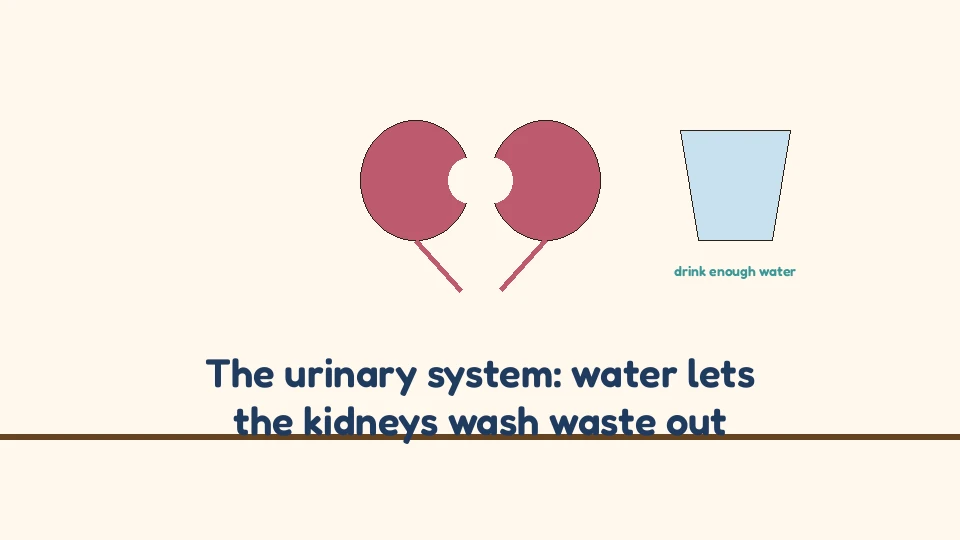 drink enough water
The urinary system: water lets
the kidneys wash waste out